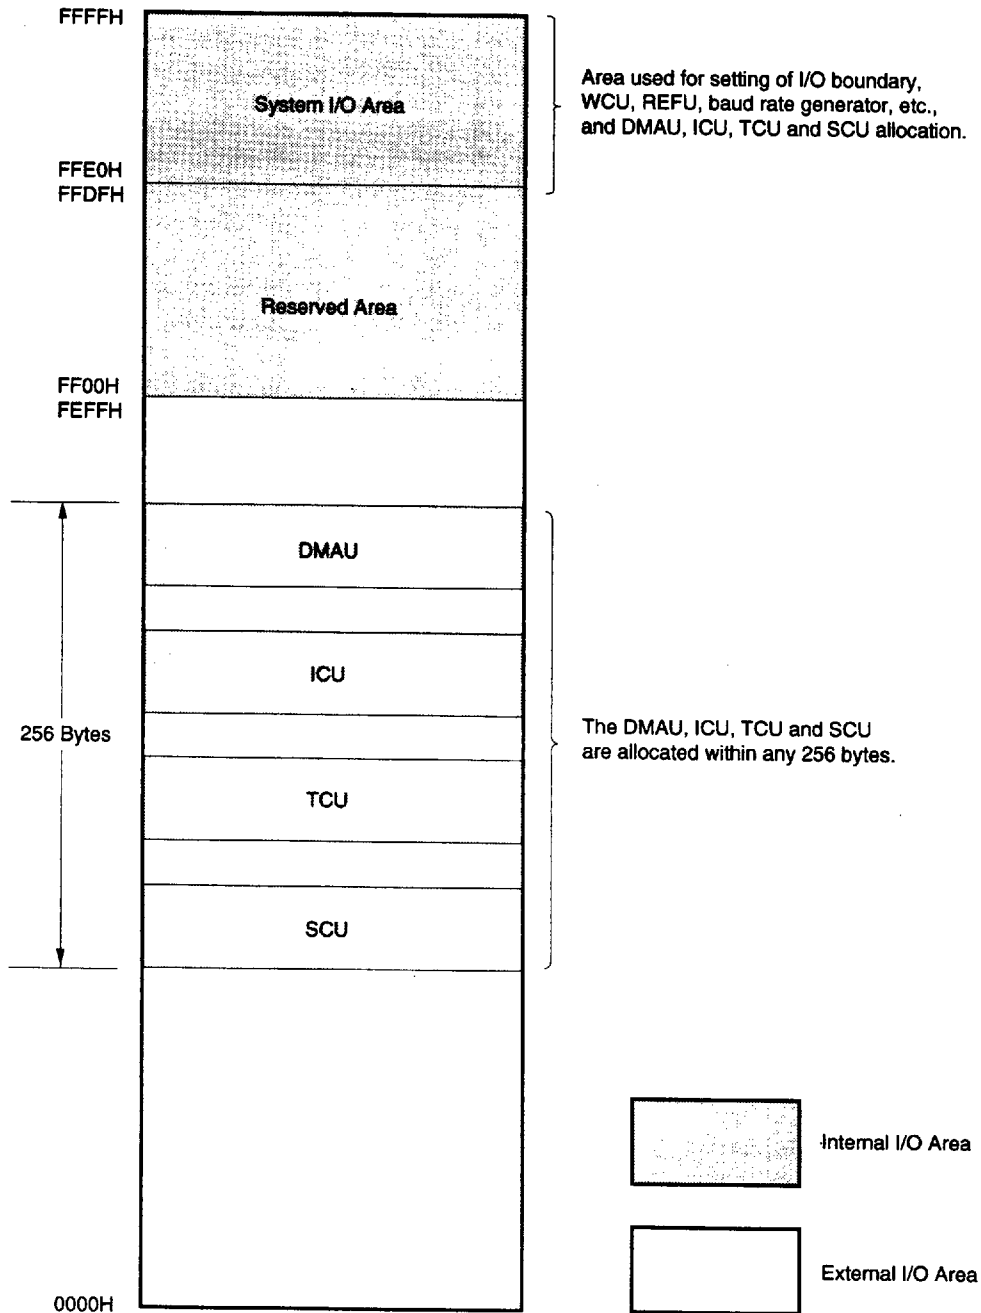 FFFFH
System I/O Area
Area used for setting of I/O boundary,
WCU, REFU, baud rate generator, etc.,
and DMAU, ICU, TCU and SCU allocation.
FFE0H
FFDFH
Reserved Area
FF00H
FEFFH
DMAU
ICU
256 Bytes
The DMAU, ICU, TCU and SCU
are allocated within any 256 bytes.
TCU
SCU
Internal I/O Area
External I/O Area
0000H